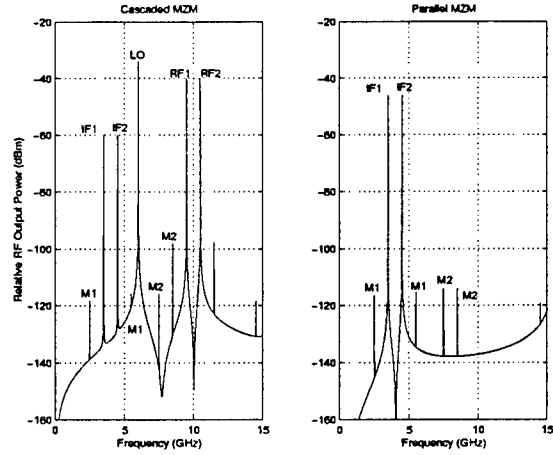 Cascaded MZM
Relative RF Output Power (dBm)
-20
-40
-60
-80
-100
-120
-140
-160
LO
RF1
RF2
IF1
IF2
M2
M1
M2
M1
0
5
10
15
Frequency (GHz)
Parallel MZM
-20
-40
-60
-80
-100
-120
-140
-160
IF1
IF2
M1
M1
M2
M2
0
5
10
15
Frequency (GHz)